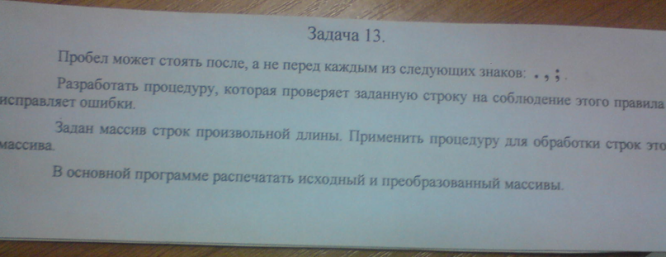 Задача 13.
Пробел может стоять после, а не перед каждым из следующих знаков: . , ; .
Разработать процедуру, которая проверяет заданную строку на соблюдение этого правила
исправляет ошибки.
Задан массив строк произвольной длины. Применить процедуру для обработки строк это
массива.
В основной программе распечатать исходный и преобразованный массивы.